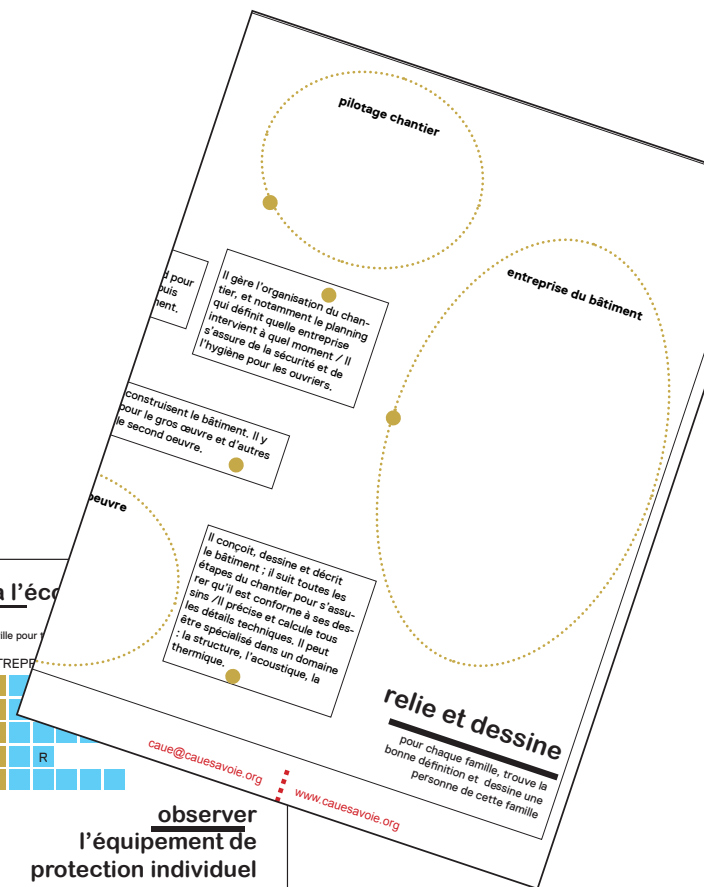 pilotage chantier
entreprise du bâtiment
pour
ment.
Il gère l'organisation du chan-
tier, et notamment le planning
qui définit quelle entreprise
intervient à quel moment / Il
s'assure de la sécurité et de
l'hygiène pour les ouvriers.
construisent le bâtiment. Il y
pour le gros œuvre et d'autres
le second oeuvre.
oeuvre
Il conçoit, dessine et décrit
le bâtiment ; il suit toutes les
étapes du chantier pour s'assu-
rer qu'il est conforme à ses des-
sins /Il précise et calcule tous
les détails techniques. Il peut
être spécialisé dans un domaine
: la structure, l'acoustique, la
thermique.
relie et dessine
pour chaque famille, trouve la
bonne définition et dessine une
personne de cette famille
caue@cauesavoie.org
www.cauesavoie.org
à l'éco
ille pour
TREPR
R
observer
l'équipement de
protection individuel